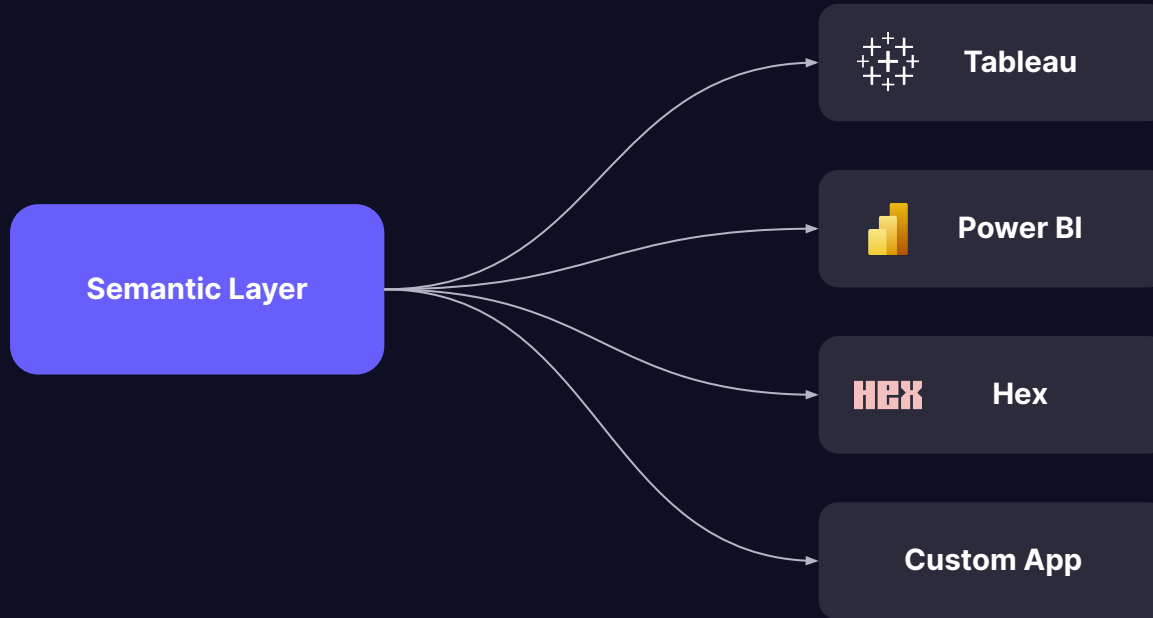 Tableau
Power BI
Semantic Layer
HEX Hex
Custom App